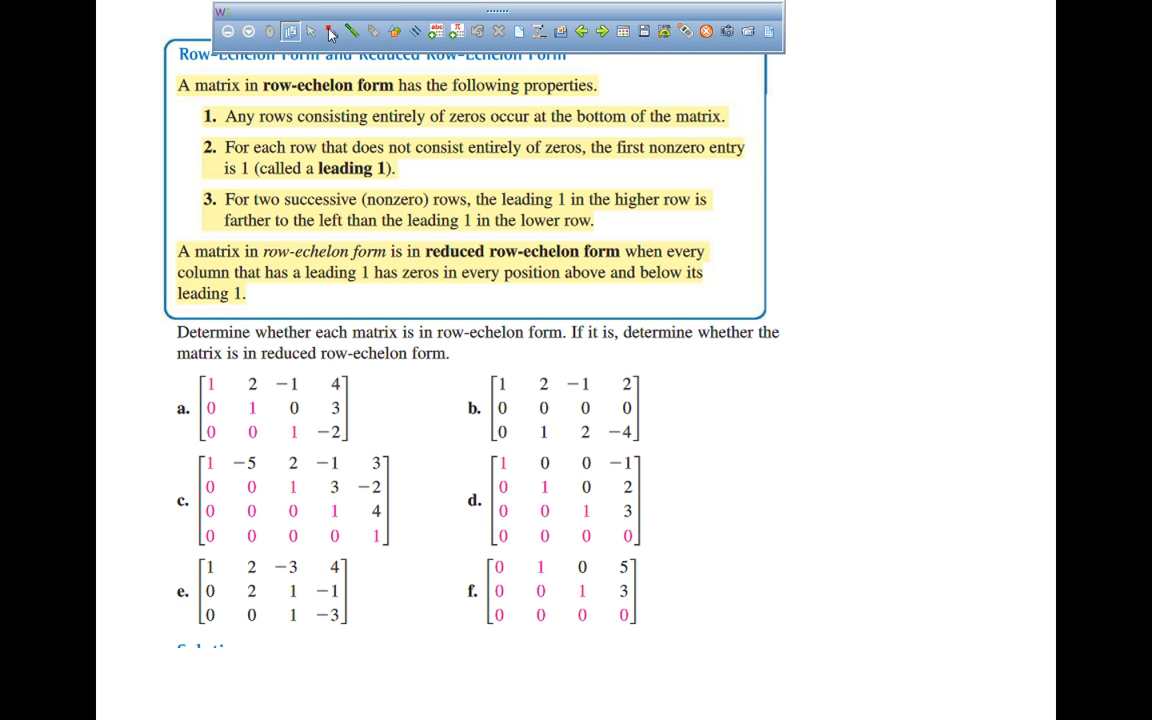 Row-Echelon Form and Reduced Row-Echelon Form
A matrix in row-echelon form has the following properties.
1. Any rows consisting entirely of zeros occur at the bottom of the matrix.
2. For each row that does not consist entirely of zeros, the first nonzero entry
is 1 (called a leading 1).
3. For two successive (nonzero) rows, the leading 1 in the higher row is
farther to the left than the leading 1 in the lower row.
A matrix in row-echelon form is in reduced row-echelon form when every
column that has a leading 1 has zeros in every position above and below its
leading 1.
Determine whether each matrix is in row-echelon form. If it is, determine whether the
matrix is in reduced row-echelon form.
a.
1 2 −1 4
0 1 0 3
0 0 1 −2
b.
1 2 −1 2
0 0 0 0
0 1 2 −4
c.
1 −5 2 −1 3
0 0 1 3 −2
0 0 0 1 4
0 0 0 0 1
d.
1 0 0 −1
0 1 0 2
0 0 1 3
0 0 0 0
e.
1 2 −3 4
0 2 1 −1
0 0 1 −3
f.
0 1 0 5
0 0 1 3
0 0 0 0